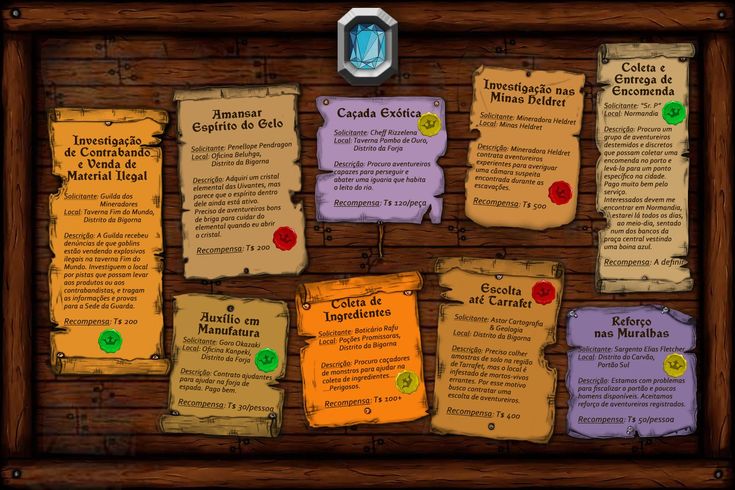 Investigação
de Contrabando
e Venda de
Material Ilegal
Solicitante: Guilda dos
Mineradores
Local: Taverna Fim do Mundo,
Distrito da Bigorna
Descrição: A Guilda recebeu
denúncias de que goblins
estão vendendo explosivos
ilegais na taverna Fim do
Mundo. Investiguem o local
por pistas que possam levar
aos produtos ou aos
contrabandistas, e tragam
as informações e provas
para a Sede da Guarda.
Recompensa: T$ 200
Amansar
Espírito do Gelo
Solicitante: Penellope Pendragon
Local: Oficina Beluhga,
Distrito da Bigorna
Descrição: Adquiri um cristal
elemental das Uivantes, mas
parece que o espírito dentro
dele ainda está ativo.
Preciso de aventureiros bons
de briga para cuidar do
elemental quando eu abrir
o cristal.
Recompensa: T$ 200
Caçada Exótica
Solicitante: Cheff Rizzelena
Local: Taverna Pombo de Ouro,
Distrito da Forja
Descrição: Procuro aventureiros
capazes para perseguir e
abater uma iguaria que habita
o leito do rio.
Recompensa: T$ 120/peça
Investigação nas
Minas Heldret
Solicitante: Mineradora Heldret
Local: Minas Heldret
Descrição: Mineradora Heldret
contrata aventureiros
experientes para averiguar
uma câmara suspeita
encontrada durante as
escavações.
Recompensa: T$ 500
Coleta e
Entrega de
Encomenda
Solicitante: "Sr. P"
Local: Normandia
Descrição: Procuro um
grupo de aventureiros
destemidos e discretos
que possam coletar uma
encomenda no porto e
levá-la para um ponto
específico na cidade.
Pago muito bem pelo
serviço.
Interessados devem me
encontrar em Normandia,
estarei lá todos os dias,
ao meio-dia, sentado
num dos bancos da
praça central vestindo
uma boina azul.
Recompensa: A definir
Auxílio em
Manufatura
Solicitante: Goro Okazaki
Local: Oficina Kanpeki,
Distrito da Forja
Descrição: Contrato ajudantes
para ajudar na forja de
espada. Pago bem.
Recompensa: T$ 30/pessoa
Coleta de
Ingredientes
Solicitante: Boticário Rafu
Local: Poções Promissoras,
Distrito da Bigorna
Descrição: Procuro caçadores
de monstros para ajudar na
coleta de ingredientes......
....Perigosos.
Recompensa: T$ 100+
Escolta
até Tarrafet
Solicitante: Astor Cartografia
& Geologia
Local: Distrito da Bigorna
Descrição: Preciso colher
amostras de solo na região
de Tarrafet, mas o local é
infestado de mortos-vivos
errantes. Por esse motivo
busco contratar uma
escolta de aventureiros.
Recompensa: T$ 400
Reforço
nas Muralhas
Solicitante: Sargento Elias Fletcher
Local: Distrito do Carvão,
Portão Sul
Descrição: Estamos com problemas
para fiscalizar o portão e poucos
homens disponíveis. Aceitamos
reforço de aventureiros registrados.
Recompensa: T$ 50/pessoa